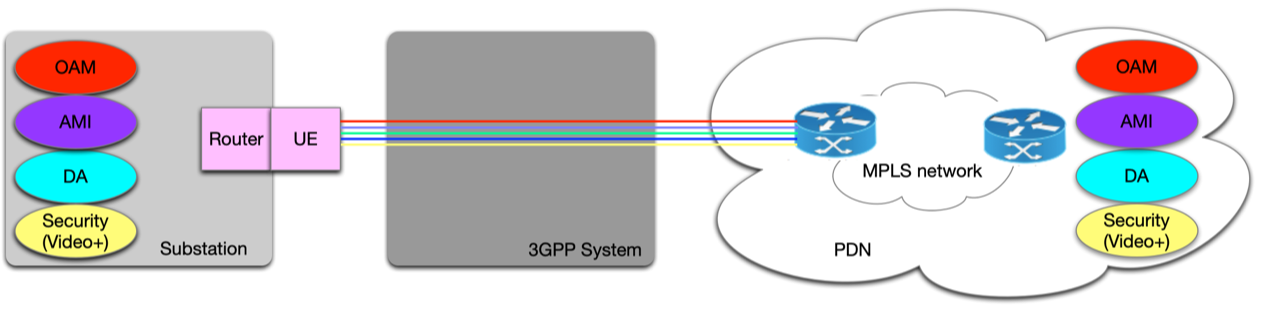 OAM
AMI
DA
Security
(Video+)
Substation
Router
UE
3GPP System
MPLS network
PDN
OAM
AMI
DA
Security
(Video+)